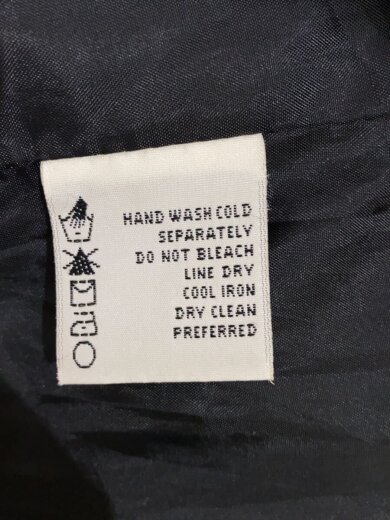 HAND WASH COLD
SEPARATELY
DO NOT BLEACH
LINE DRY
COOL IRON
DRY CLEAN
PREFERRED